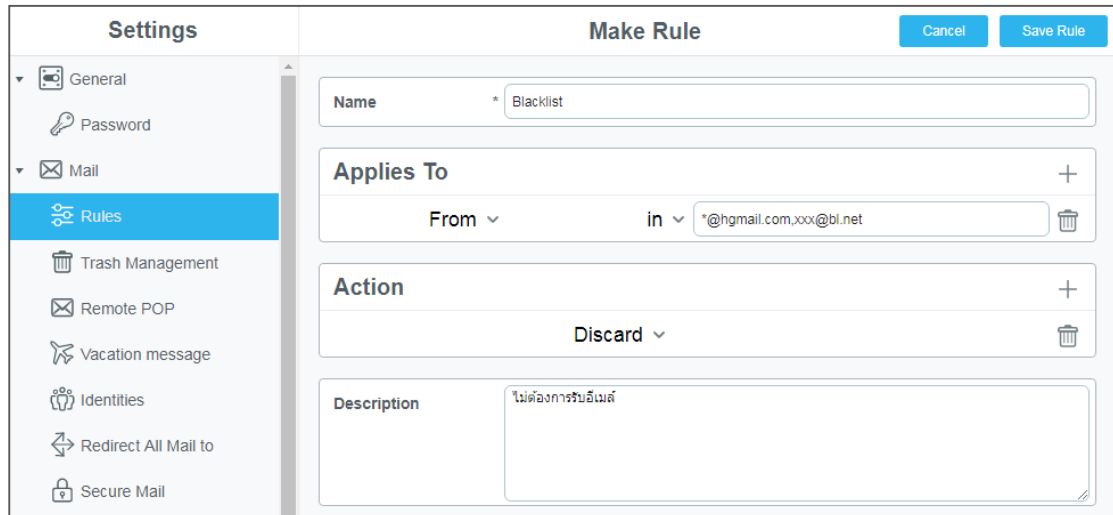 Settings
General
Password
Mail
Rules
Trash Management
Remote POP
Vacation message
Identities
Redirect All Mail to
Secure Mail
Make Rule
Cancel
Save Rule
Name * Blacklist
Applies To
From in *@hgmail.com,xxx@bl.net
Action
Discard
Description ไม่ต้องการรับอีเมล์